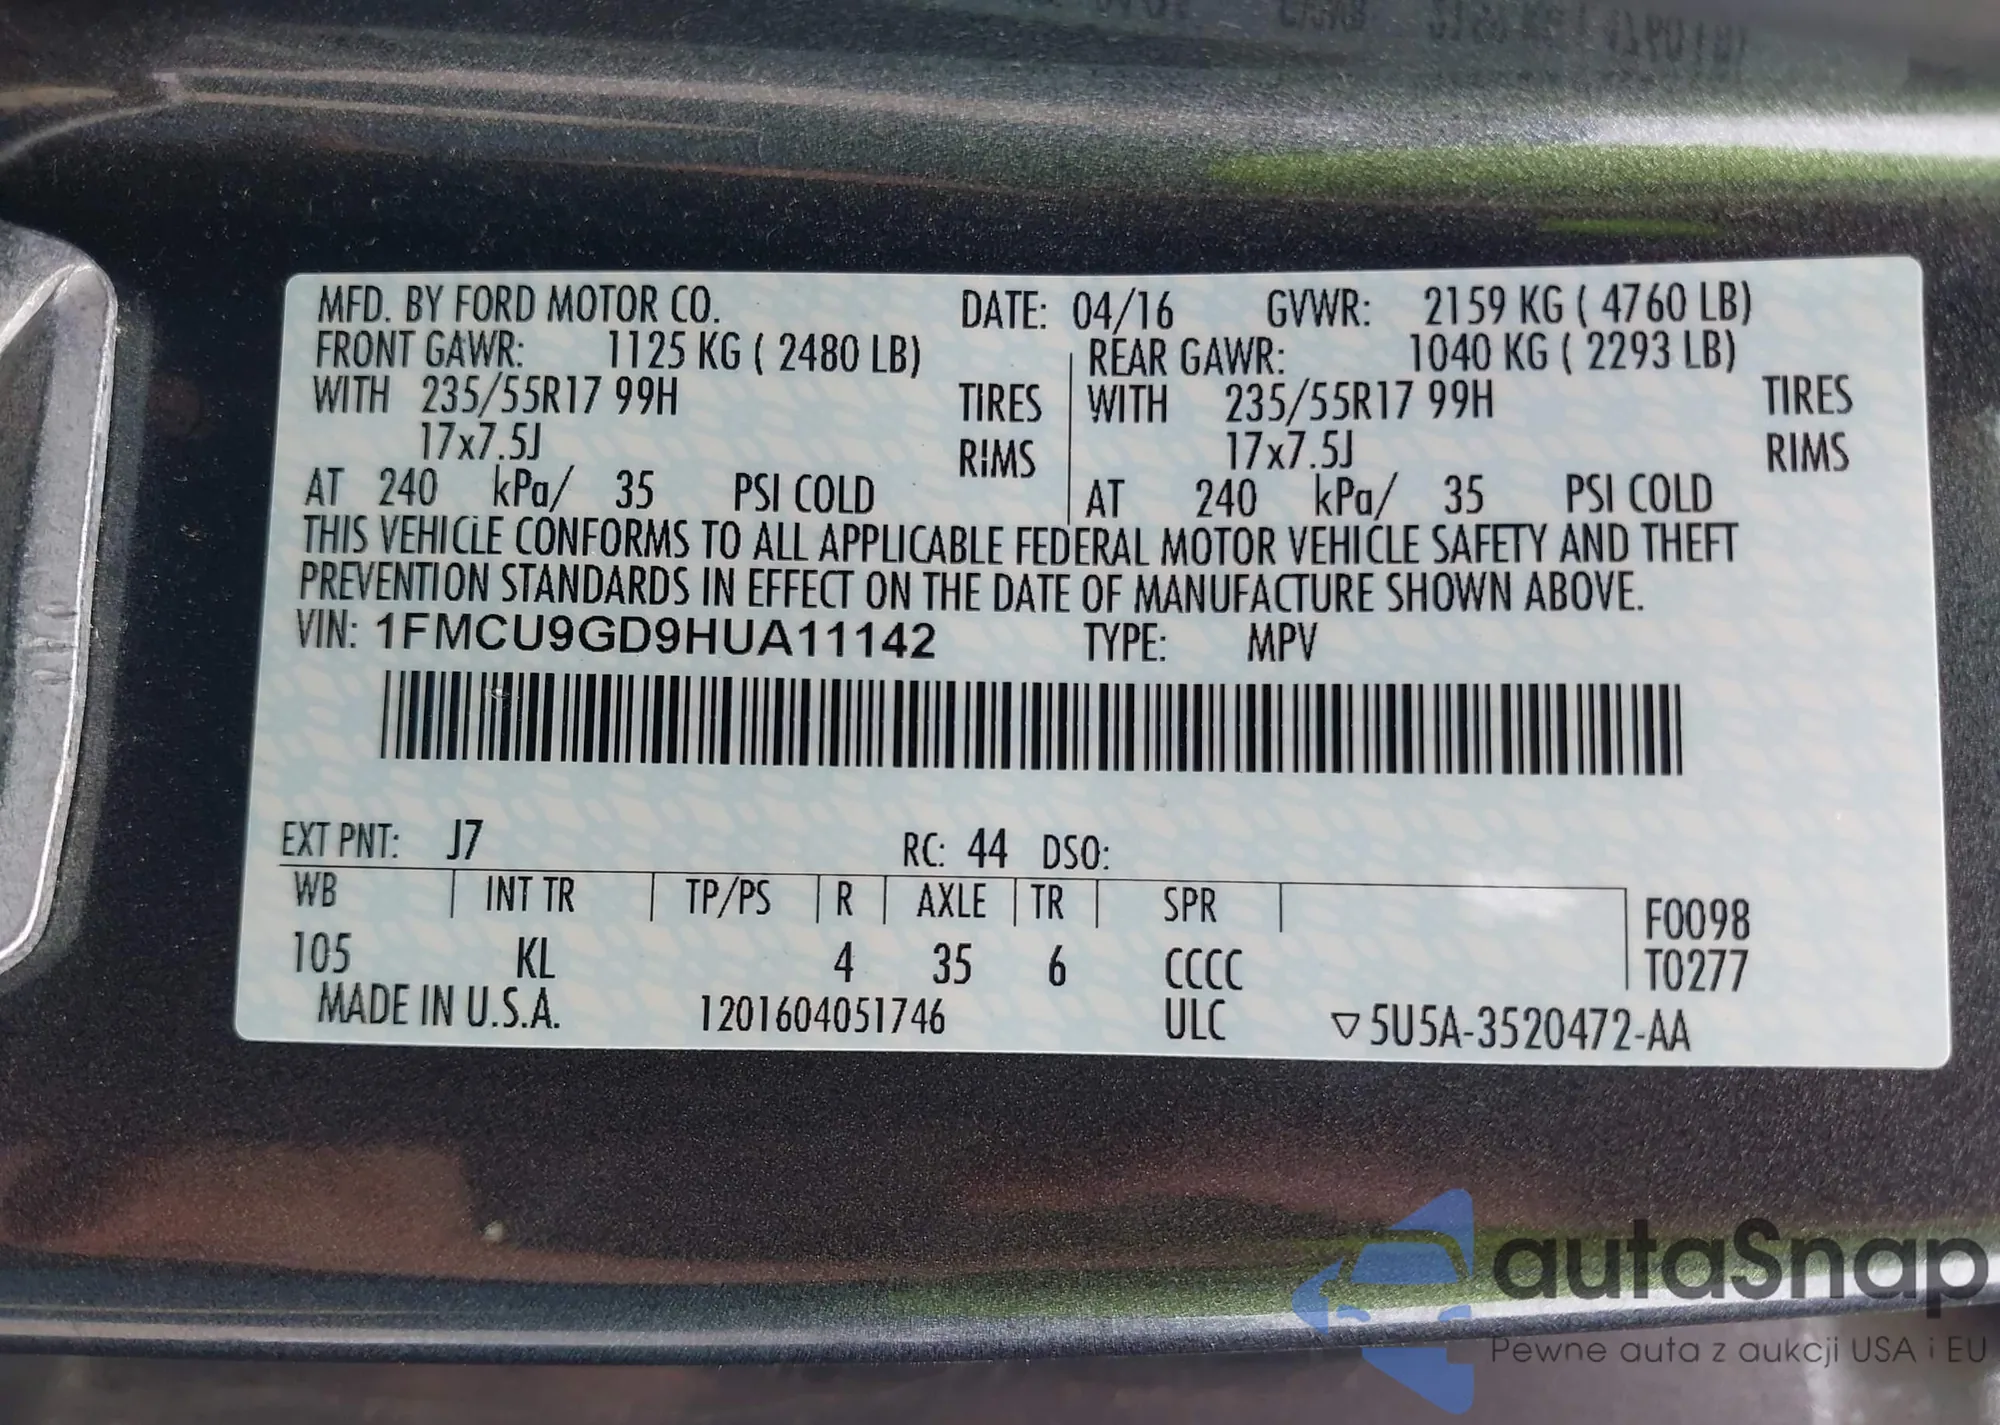 MFD. BY FORD MOTOR CO. DATE: 04/16 GVWR: 2159 KG ( 4760 LB)
FRONT GAWR: 1125 KG ( 2480 LB) REAR GAWR: 1040 KG ( 2293 LB)
WITH 235/55R17 99H TIRES WITH 235/55R17 99H TIRES
17x7.5J RIMS 17x7.5J RIMS
AT 240 kPa/ 35 PSI COLD AT 240 kPa/ 35 PSI COLD
THIS VEHICLE CONFORMS TO ALL APPLICABLE FEDERAL MOTOR VEHICLE SAFETY AND THEFT
PREVENTION STANDARDS IN EFFECT ON THE DATE OF MANUFACTURE SHOWN ABOVE.
VIN: 1FMCU9GD9HUA11142 TYPE: MPV
EXT PNT: J7 RC: 44 DSO:
WB INT TR TP/PS R AXLE TR SPR F0098
105 KL 4 35 6 CCCC T0277
MADE IN U.S.A. 1201604051746 ULC ▽5U5A-3520472-AA
autaSnap
Pewne auta z aukcji USA i EU